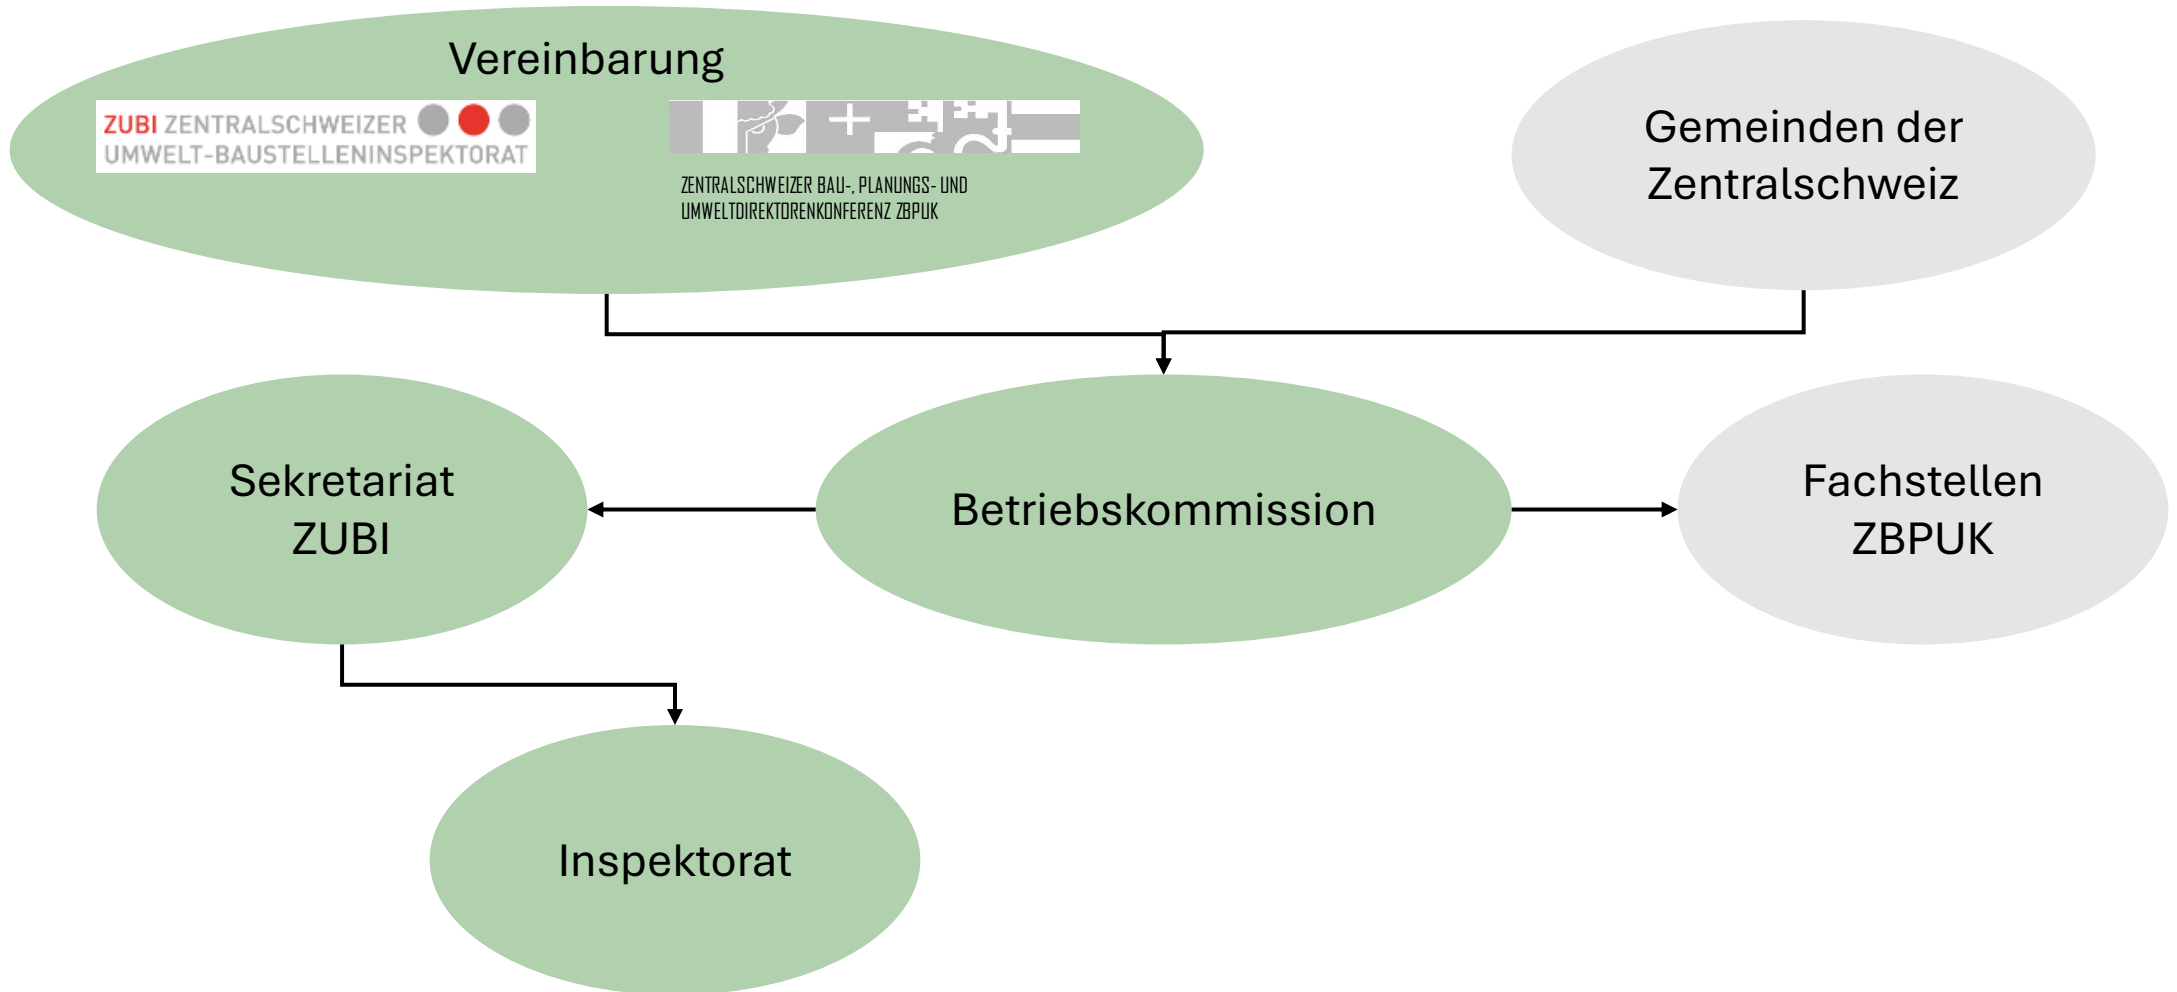 Vereinbarung
ZUBI ZENTRALSCHWEIZER
UMWELT-BAUSTELLENINSPEKTORAT
ZENTRALSCHWEIZER BAU-, PLANUNGS- UND
UMWELTDIREKTORENKONFERENZ ZBPUK
Gemeinden der
Zentralschweiz
Sekretariat
ZUBI
Betriebskommission
Fachstellen
ZBPUK
Inspektorat